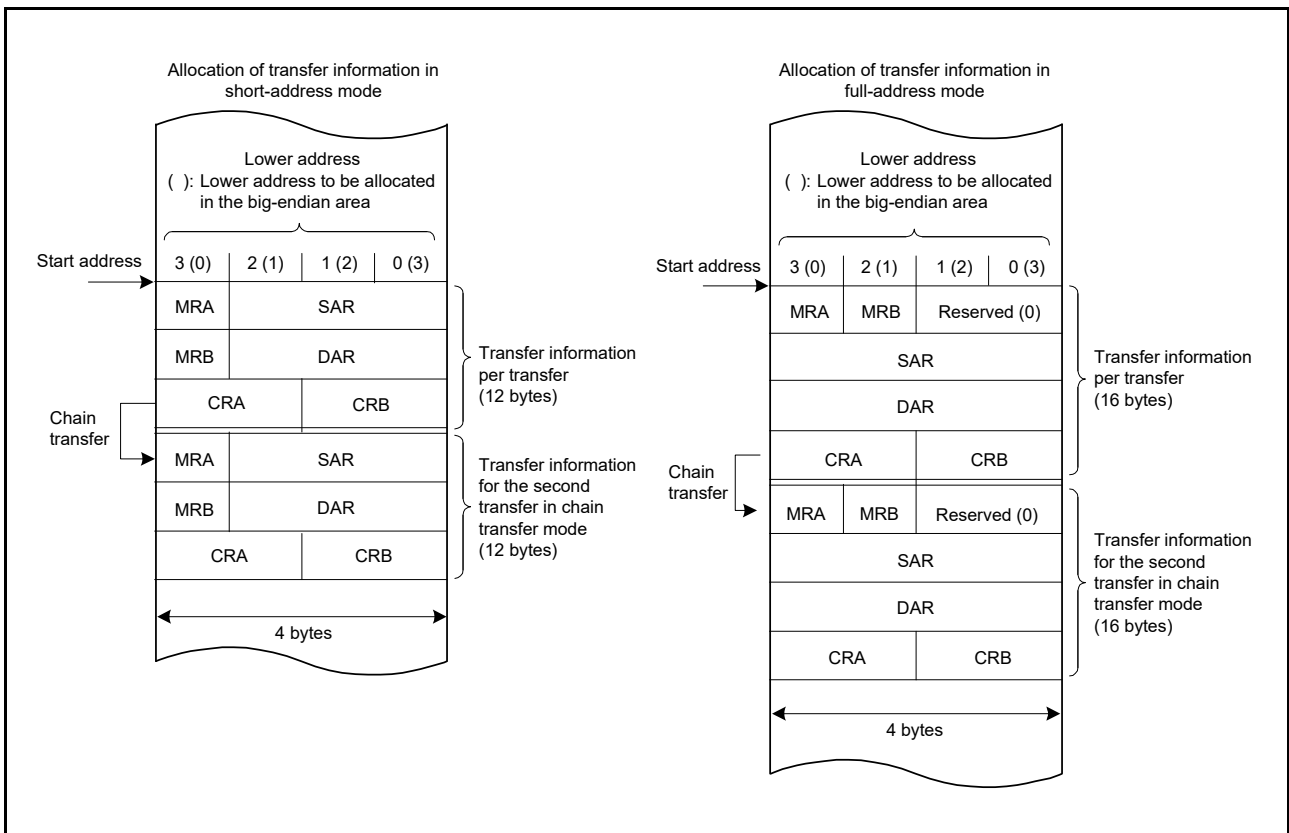 Allocation of transfer information in
short-address mode
Lower address
( ): Lower address to be allocated
in the big-endian area
Start address
3 (0) 2 (1) 1 (2) 0 (3)
MRA SAR
MRB DAR
CRA CRB
Transfer information
per transfer
(12 bytes)
Chain
transfer
MRA SAR
MRB DAR
CRA CRB
Transfer information
for the second
transfer in chain
transfer mode
(12 bytes)
4 bytes
Allocation of transfer information in
full-address mode
Lower address
( ): Lower address to be allocated
in the big-endian area
Start address
3 (0) 2 (1) 1 (2) 0 (3)
MRA MRB Reserved (0)
SAR
DAR
CRA CRB
Transfer information
per transfer
(16 bytes)
Chain
transfer
MRA MRB Reserved (0)
SAR
DAR
CRA CRB
Transfer information
for the second
transfer in chain
transfer mode
(16 bytes)
4 bytes